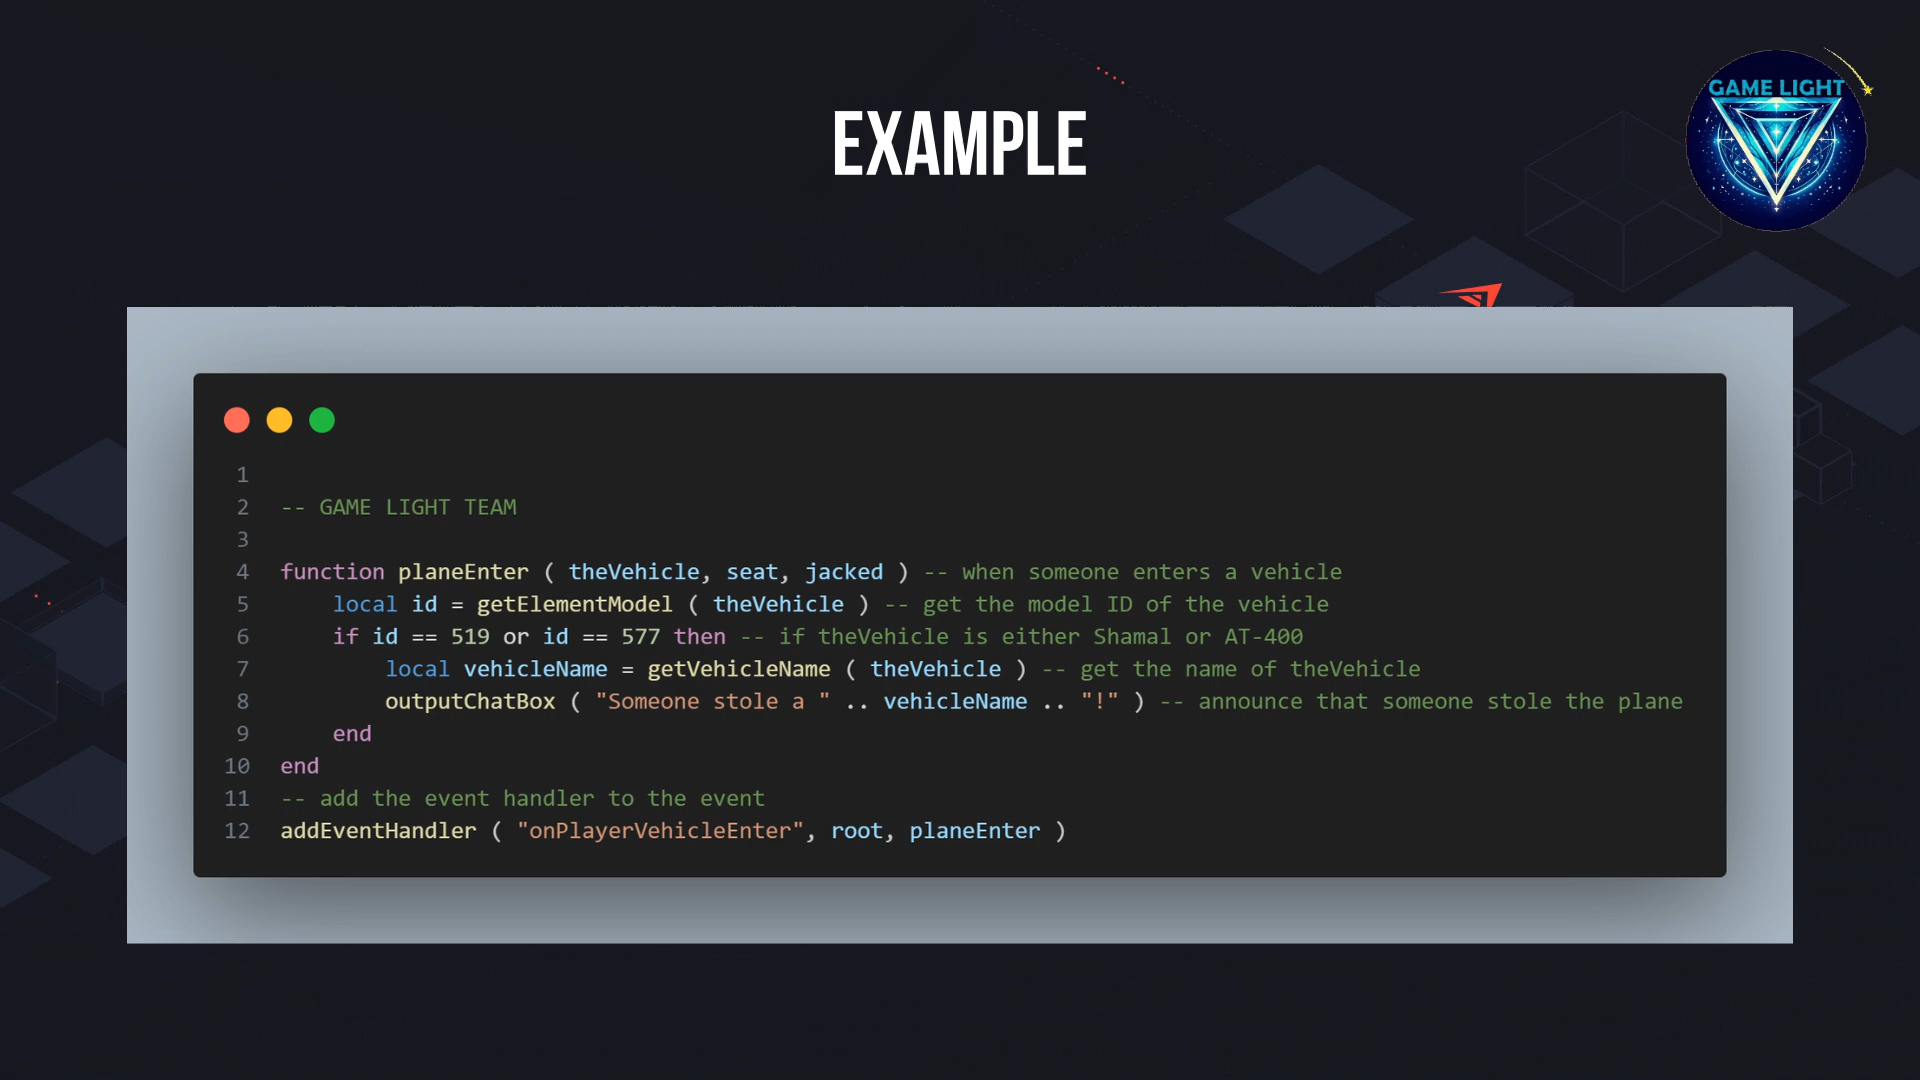 GAME LIGHT
EXAMPLE
1
2 -- GAME LIGHT TEAM
3
4 function planeEnter ( theVehicle, seat, jacked ) -- when someone enters a vehicle
5     local id = getElementModel ( theVehicle ) -- get the model ID of the vehicle
6     if id == 519 or id == 577 then -- if theVehicle is either Shamal or AT-400
7         local vehicleName = getVehicleName ( theVehicle ) -- get the name of theVehicle
8         outputChatBox ( "Someone stole a " .. vehicleName .. "!" ) -- announce that someone stole the plane
9     end
10 end
11 -- add the event handler to the event
12 addEventHandler ( "onPlayerVehicleEnter", root, planeEnter )